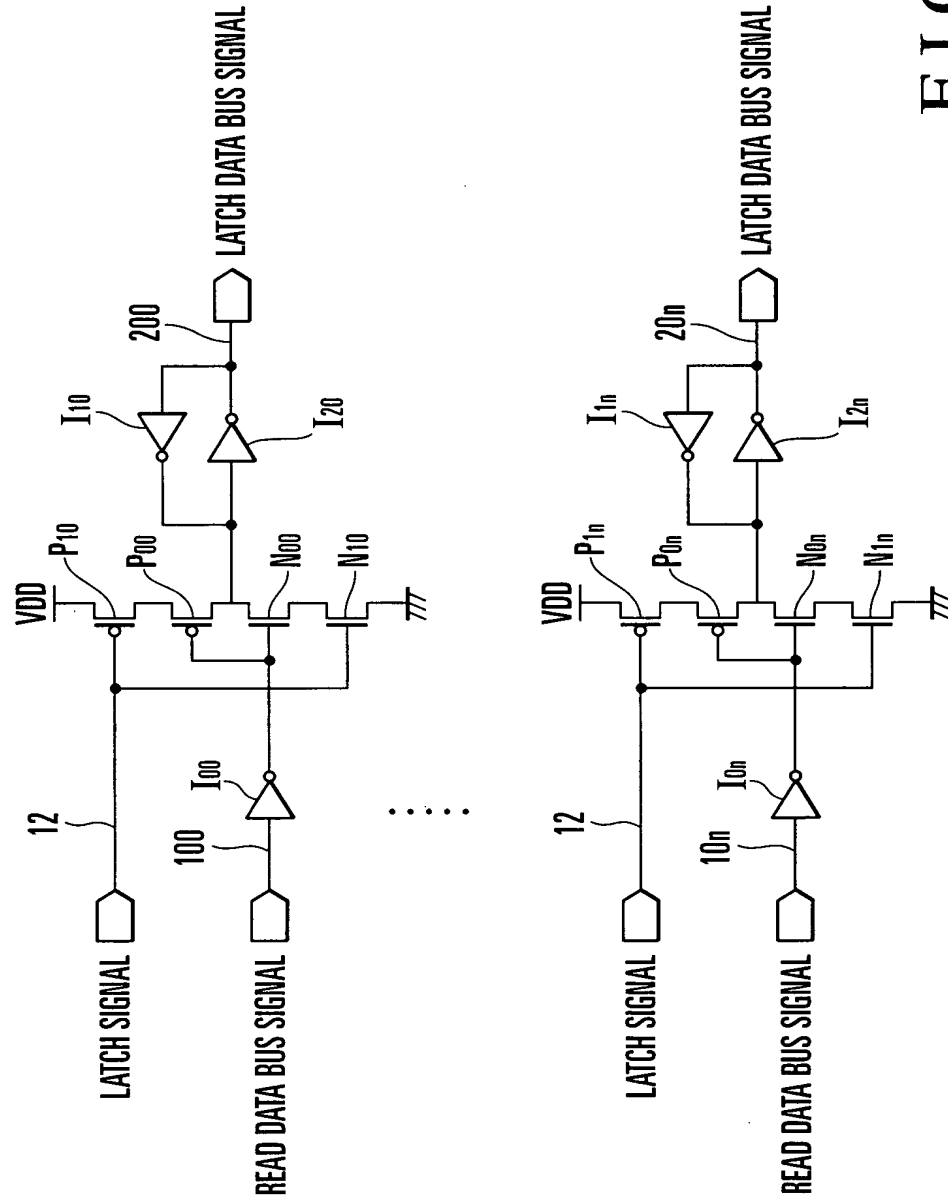 VDD
12
P10
I10
LATCH SIGNAL
P00
200
100
I00
LATCH DATA BUS SIGNAL
READ DATA BUS SIGNAL
N00
I20
N10
VDD
12
P1n
I1n
LATCH SIGNAL
P0n
20n
10n
I0n
LATCH DATA BUS SIGNAL
READ DATA BUS SIGNAL
N0n
I2n
N1n